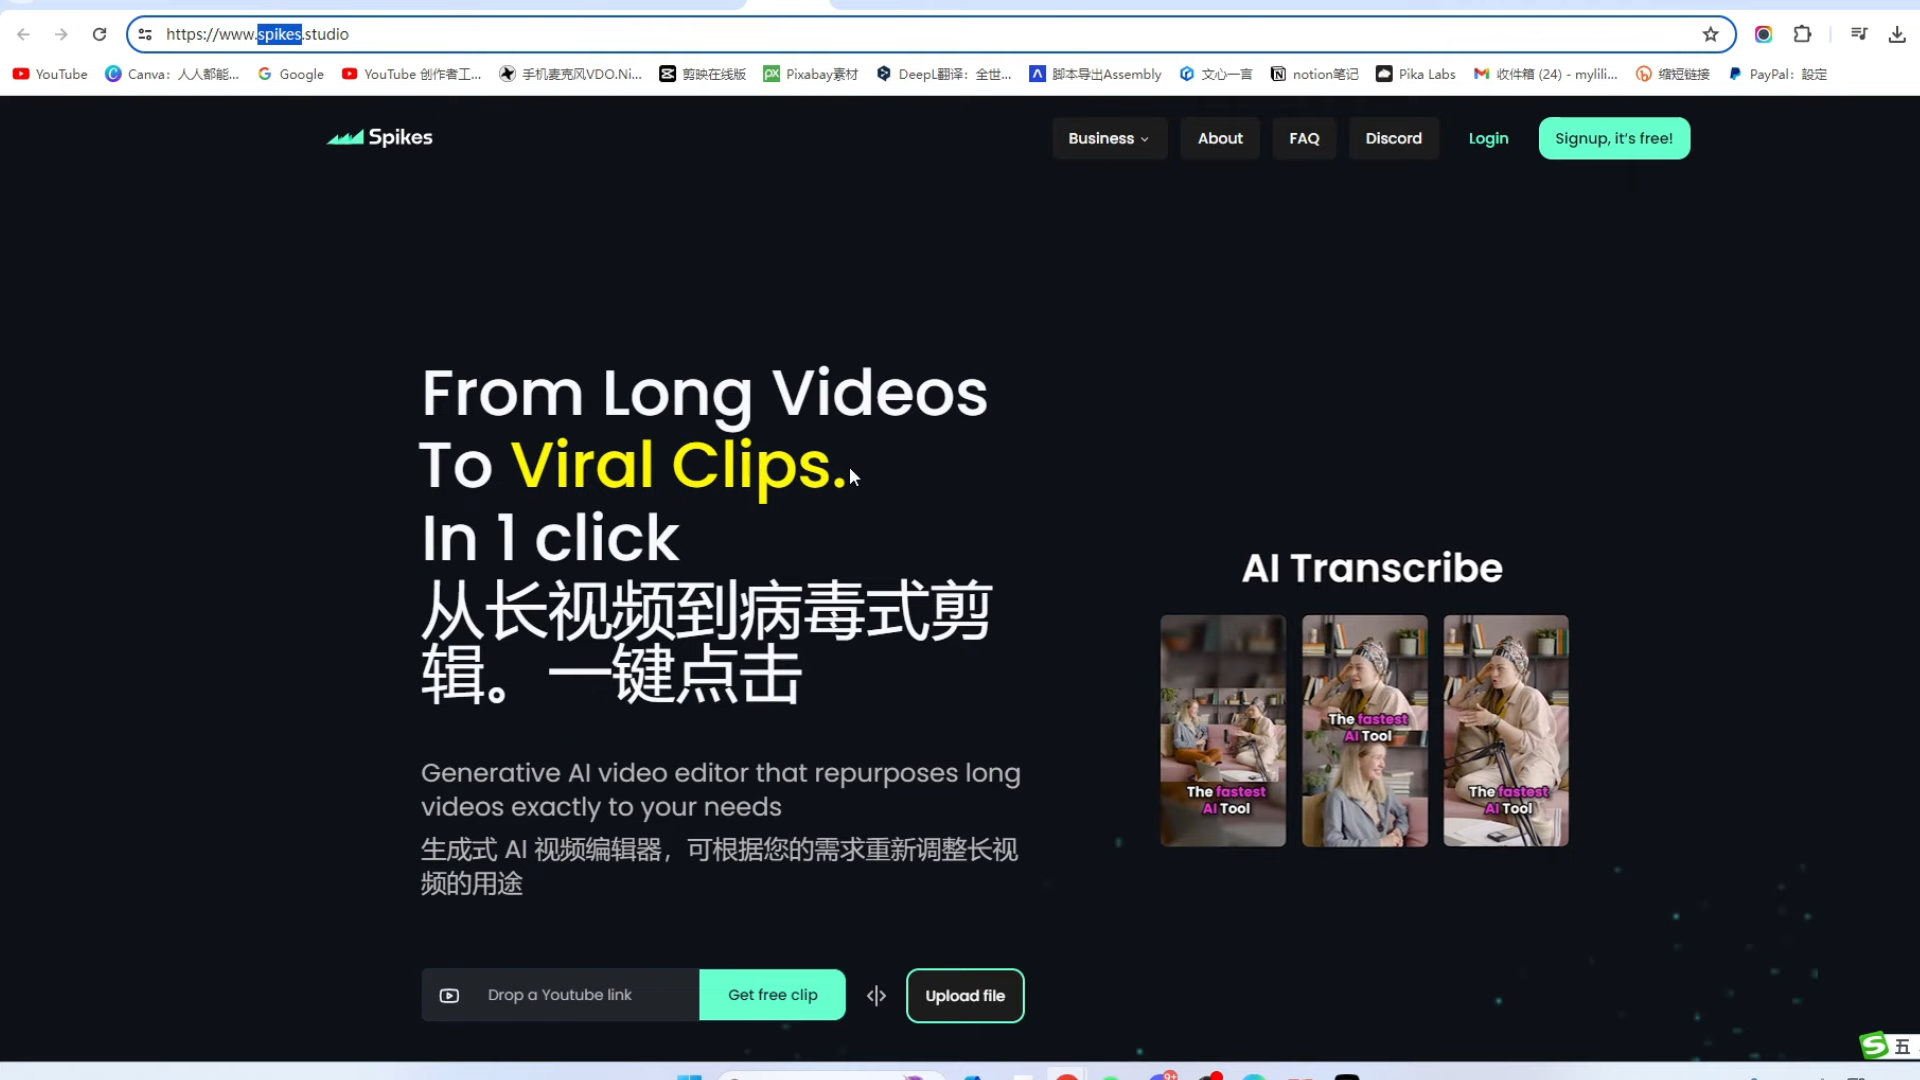 https://www.spikes.studio
YouTube
Canva：人人都能...
Google
YouTube 创作者工...
手机麦克风VDO.Ni...
剪映在线版
Pixabay素材
DeepL翻译：全世...
脚本导出Assembly
文心一言
notion笔记
Pika Labs
收件箱 (24) - mylili...
缩短链接
PayPal：設定
Spikes
Business
About
FAQ
Discord
Login
Signup, it's free!
From Long Videos
To Viral Clips.
In 1 click
从长视频到病毒式剪
辑。一键点击
AI Transcribe
The fastest
AI Tool
The fastest
AI Tool
The fastest
AI Tool
Generative AI video editor that repurposes long
videos exactly to your needs
生成式 AI 视频编辑器，可根据您的需求重新调整长视
频的用途
Drop a Youtube link
Get free clip
Upload file
S 五
9+